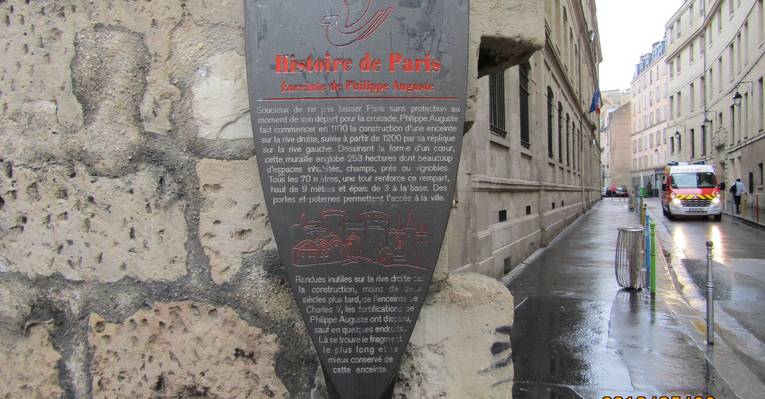 Histoire de Paris
Enceinte de Philippe Auguste
Soucieux de ne pas laisser Paris sans protection au
moment de son départ pour la croisade, Philippe Auguste
fait commencer en 1190 la construction d'une enceinte
sur la rive droite, suivie à partir de 1200 par sa réplique
sur la rive gauche. Dessinant la forme d'un cœur,
cette muraille englobe 253 hectares dont beaucoup
d'espaces inhabités, champs, prés ou vignobles.
Tous les 70 mètres, une tour renforce ce rempart,
haut de 9 mètres et épais de 3 à la base. Des
portes et poternes permettent l'accès à la ville.
Rendues inutiles sur la rive droite par
la construction, moins de deux
siècles plus tard, de l'enceinte de
Charles V, les fortifications de
Philippe Auguste ont disparu,
sauf en quelques endroits.
Là se trouve le fragment
le plus long et le
mieux conservé de
cette enceinte.